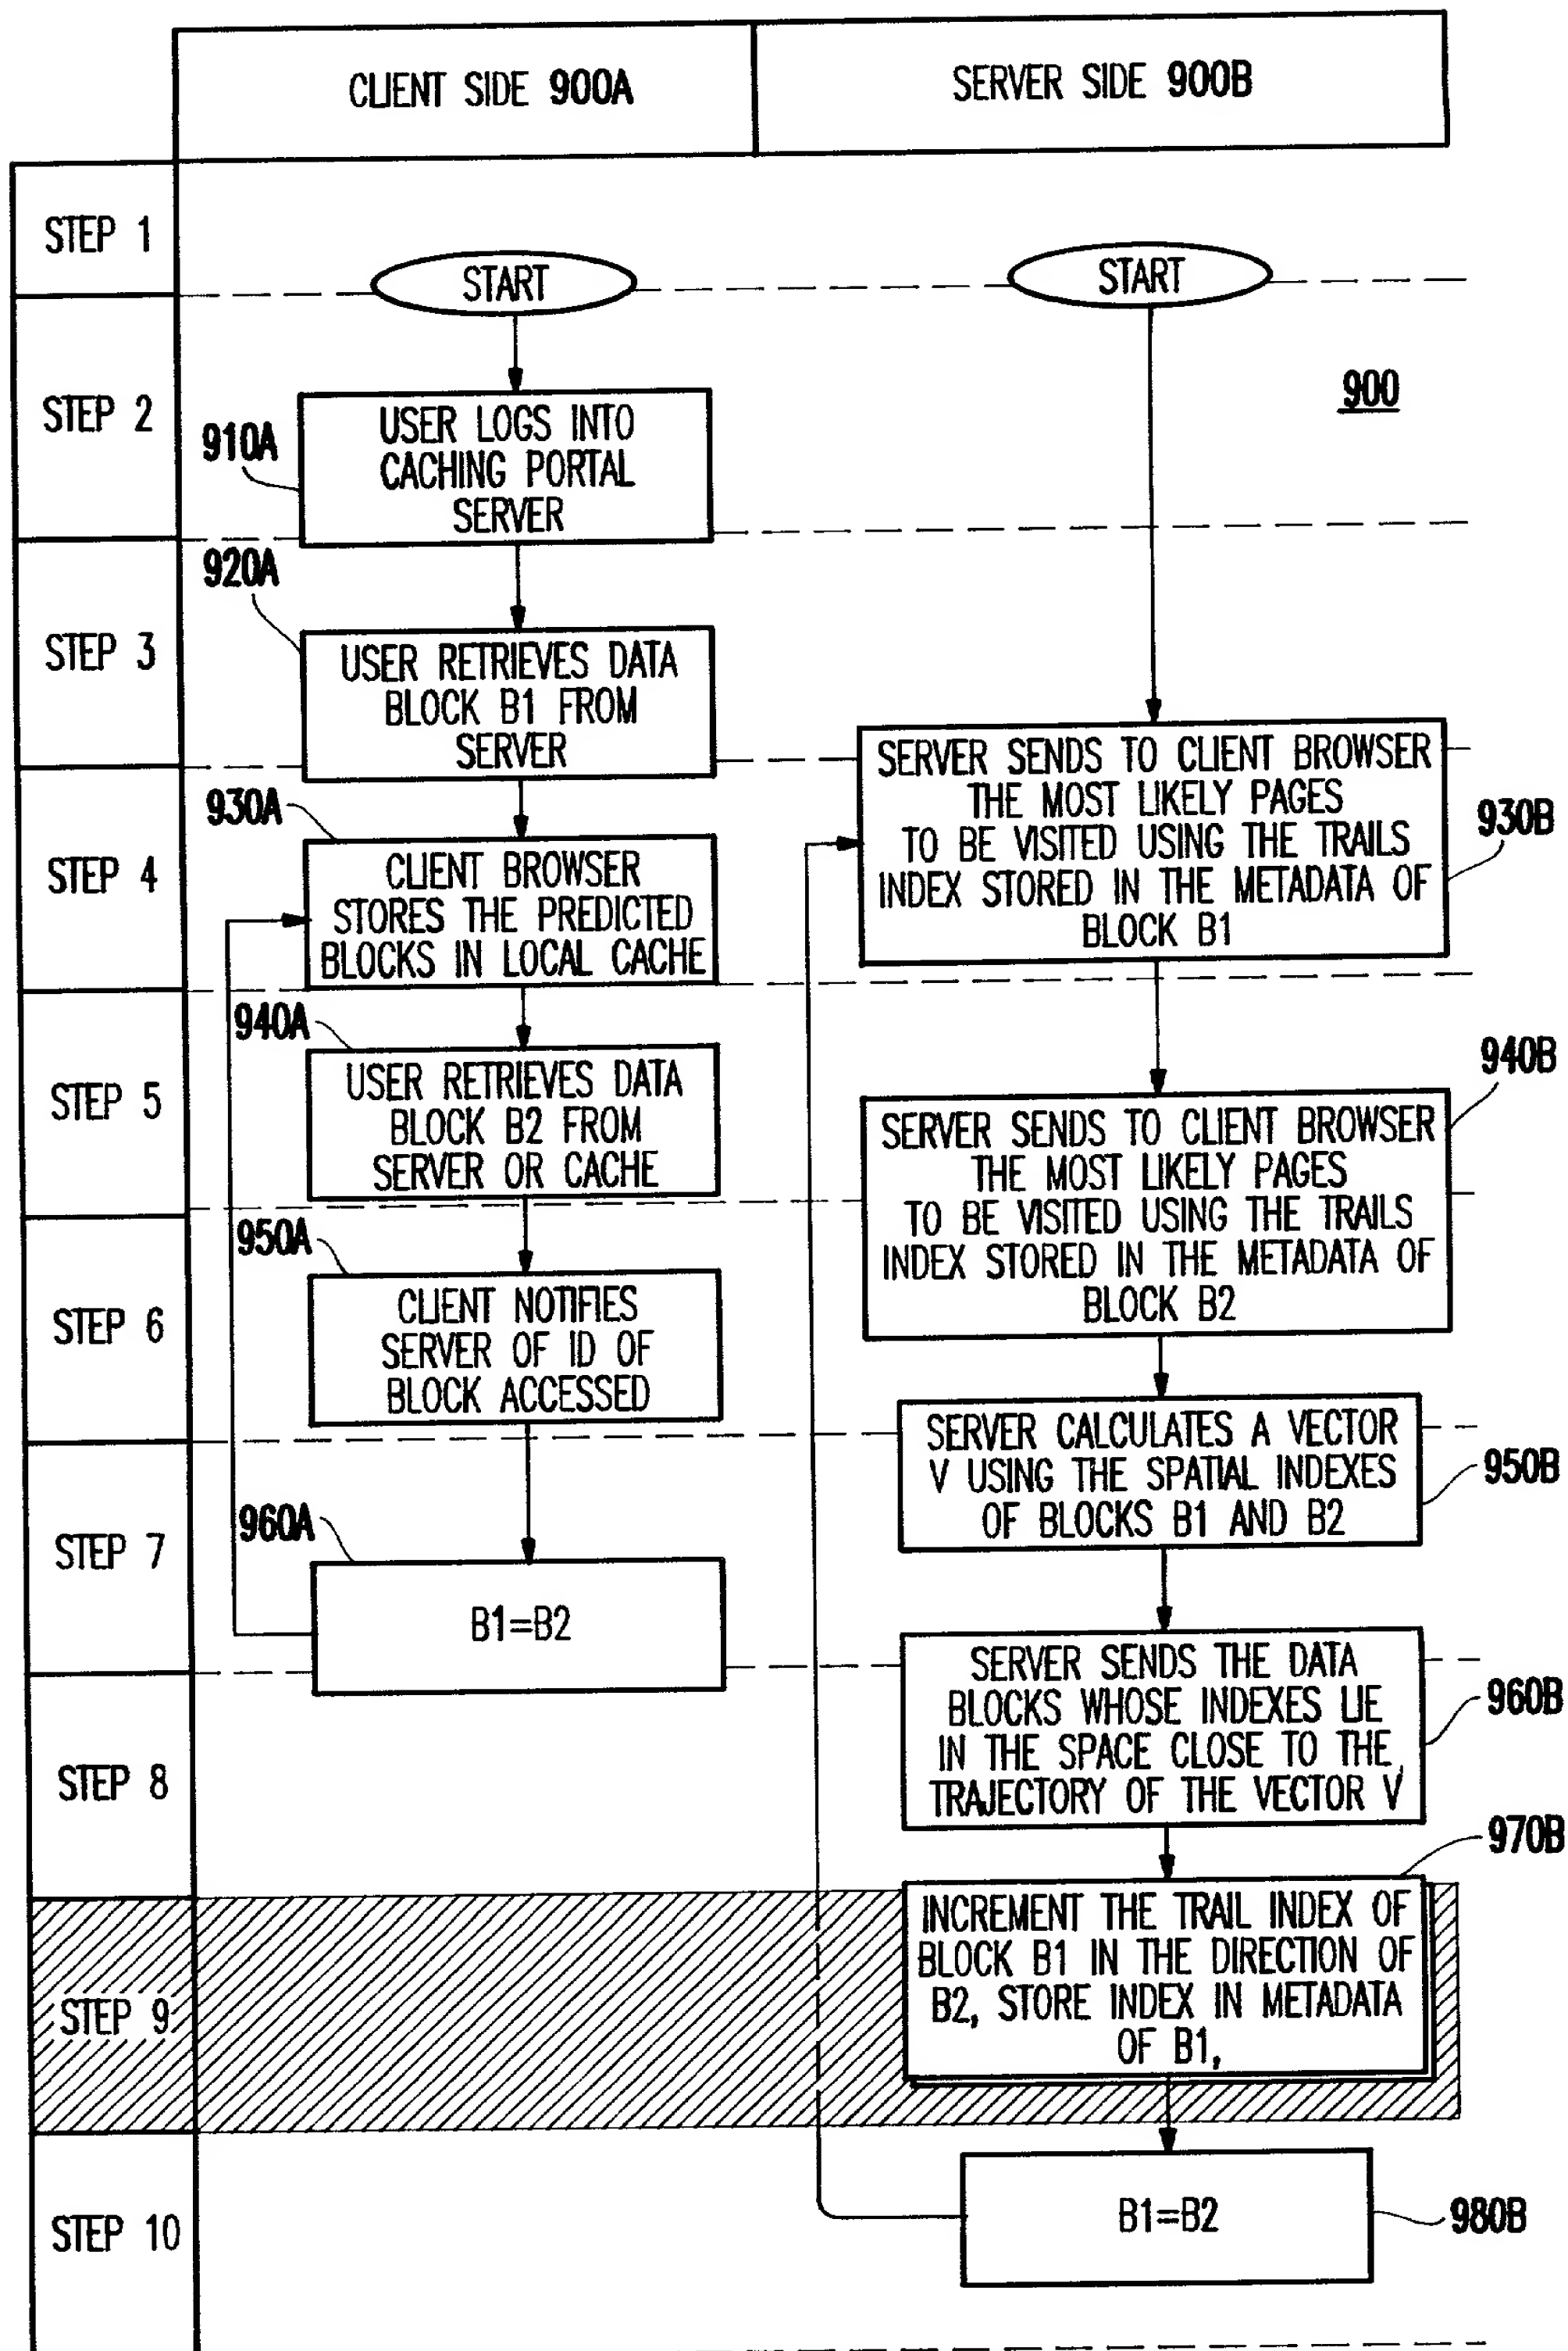 CLIENT SIDE 900A
SERVER SIDE 900B
STEP 1
START
START
STEP 2
900
910A
USER LOGS INTO
CACHING PORTAL
SERVER
STEP 3
920A
USER RETRIEVES DATA
BLOCK B1 FROM
SERVER
STEP 4
930A
CLIENT BROWSER
STORES THE PREDICTED
BLOCKS IN LOCAL CACHE
SERVER SENDS TO CLIENT BROWSER
THE MOST LIKELY PAGES
TO BE VISITED USING THE TRAILS
INDEX STORED IN THE METADATA OF
BLOCK B1
930B
STEP 5
940A
USER RETRIEVES DATA
BLOCK B2 FROM
SERVER OR CACHE
940B
SERVER SENDS TO CLIENT BROWSER
THE MOST LIKELY PAGES
TO BE VISITED USING THE TRAILS
INDEX STORED IN THE METADATA OF
BLOCK B2
STEP 6
950A
CLIENT NOTIFIES
SERVER OF ID OF
BLOCK ACCESSED
SERVER CALCULATES A VECTOR
V USING THE SPATIAL INDEXES
OF BLOCKS B1 AND B2
950B
STEP 7
960A
B1=B2
SERVER SENDS THE DATA
BLOCKS WHOSE INDEXES LIE
IN THE SPACE CLOSE TO THE
TRAJECTORY OF THE VECTOR V
960B
STEP 8
970B
INCREMENT THE TRAIL INDEX OF
BLOCK B1 IN THE DIRECTION OF
B2, STORE INDEX IN METADATA
OF B1,
STEP 9
STEP 10
B1=B2
980B